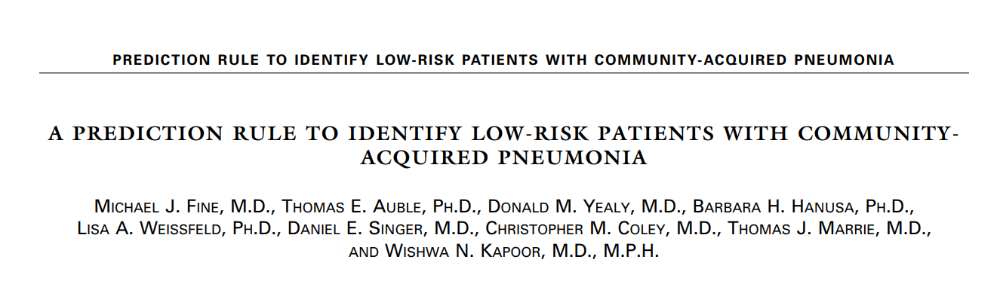 PREDICTION RULE TO IDENTIFY LOW-RISK PATIENTS WITH COMMUNITY-ACQUIRED PNEUMONIA
A PREDICTION RULE TO IDENTIFY LOW-RISK PATIENTS WITH COMMUNITY-
ACQUIRED PNEUMONIA
MICHAEL J. FINE, M.D., THOMAS E. AUBLE, PH.D., DONALD M. YEALY, M.D., BARBARA H. HANUSA, PH.D.,
LISA A. WEISSFELD, PH.D., DANIEL E. SINGER, M.D., CHRISTOPHER M. COLEY, M.D., THOMAS J. MARRIE, M.D.,
AND WISHWA N. KAPOOR, M.D., M.P.H.